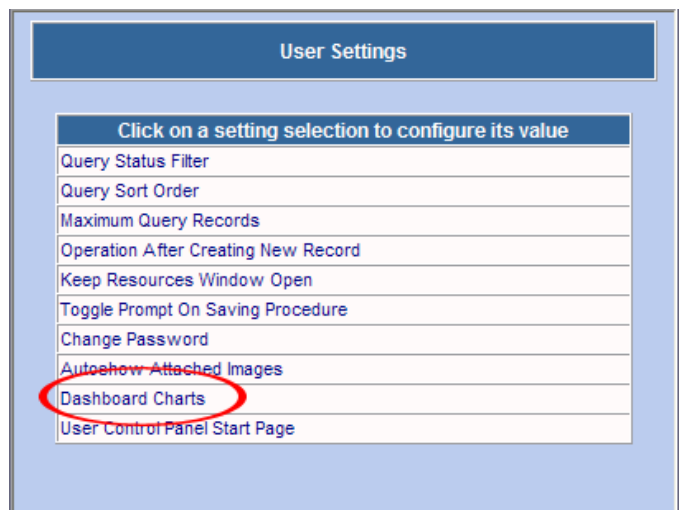 User Settings
Click on a setting selection to configure its value
Query Status Filter
Query Sort Order
Maximum Query Records
Operation After Creating New Record
Keep Resources Window Open
Toggle Prompt On Saving Procedure
Change Password
Autoshow Attached Images
Dashboard Charts
User Control Panel Start Page